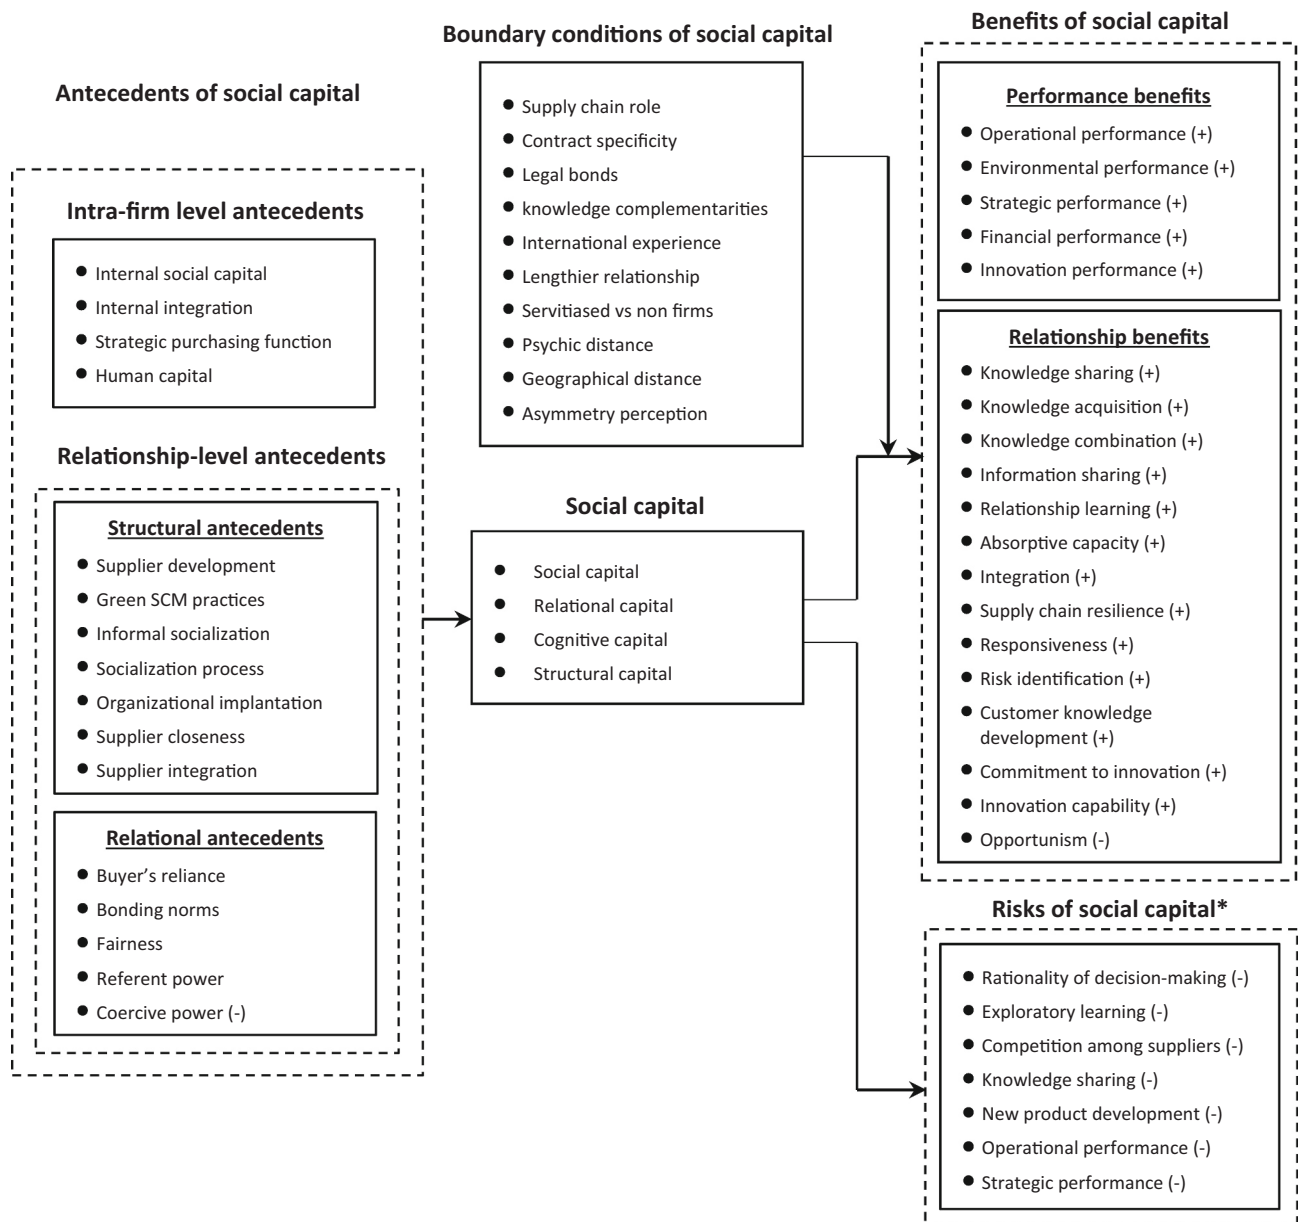 Antecedents of social capital
Intra-firm level antecedents
● Internal social capital
● Internal integration
● Strategic purchasing function
● Human capital
Relationship-level antecedents
Structural antecedents
● Supplier development
● Green SCM practices
● Informal socialization
● Socialization process
● Organizational implantation
● Supplier closeness
● Supplier integration
Relational antecedents
● Buyer's reliance
● Bonding norms
● Fairness
● Referent power
● Coercive power (-)
Boundary conditions of social capital
● Supply chain role
● Contract specificity
● Legal bonds
● knowledge complementarities
● International experience
● Lengthier relationship
● Servitiased vs non firms
● Psychic distance
● Geographical distance
● Asymmetry perception
Social capital
● Social capital
● Relational capital
● Cognitive capital
● Structural capital
Benefits of social capital
Performance benefits
● Operational performance (+)
● Environmental performance (+)
● Strategic performance (+)
● Financial performance (+)
● Innovation performance (+)
Relationship benefits
● Knowledge sharing (+)
● Knowledge acquisition (+)
● Knowledge combination (+)
● Information sharing (+)
● Relationship learning (+)
● Absorptive capacity (+)
● Integration (+)
● Supply chain resilience (+)
● Responsiveness (+)
● Risk identification (+)
● Customer knowledge
development (+)
● Commitment to innovation (+)
● Innovation capability (+)
● Opportunism (-)
Risks of social capital*
● Rationality of decision-making (-)
● Exploratory learning (-)
● Competition among suppliers (-)
● Knowledge sharing (-)
● New product development (-)
● Operational performance (-)
● Strategic performance (-)